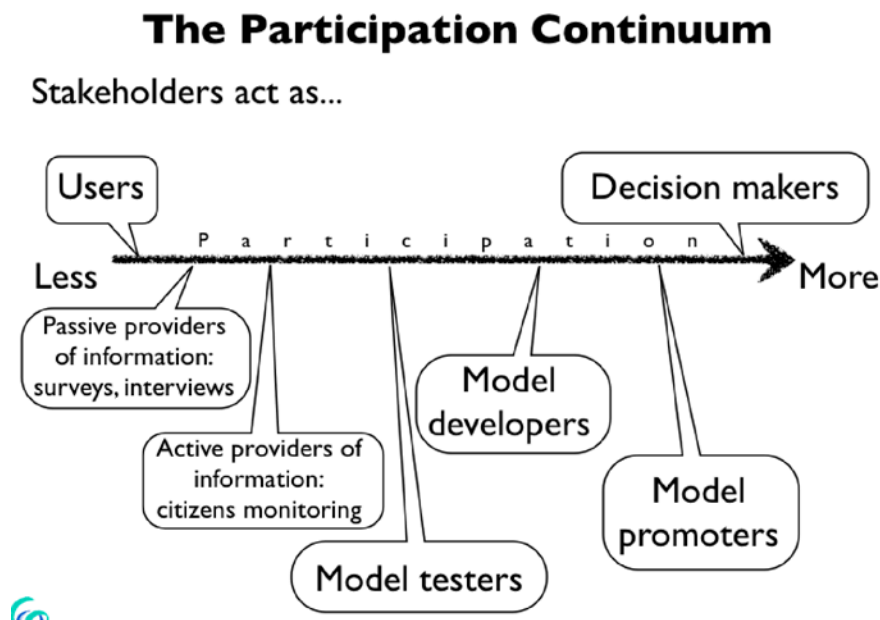 The Participation Continuum
Stakeholders act as...
Users
Decision makers
Participation
Less
More
Passive providers
of information:
surveys, interviews
Active providers of
information:
citizens monitoring
Model testers
Model
developers
Model
promoters